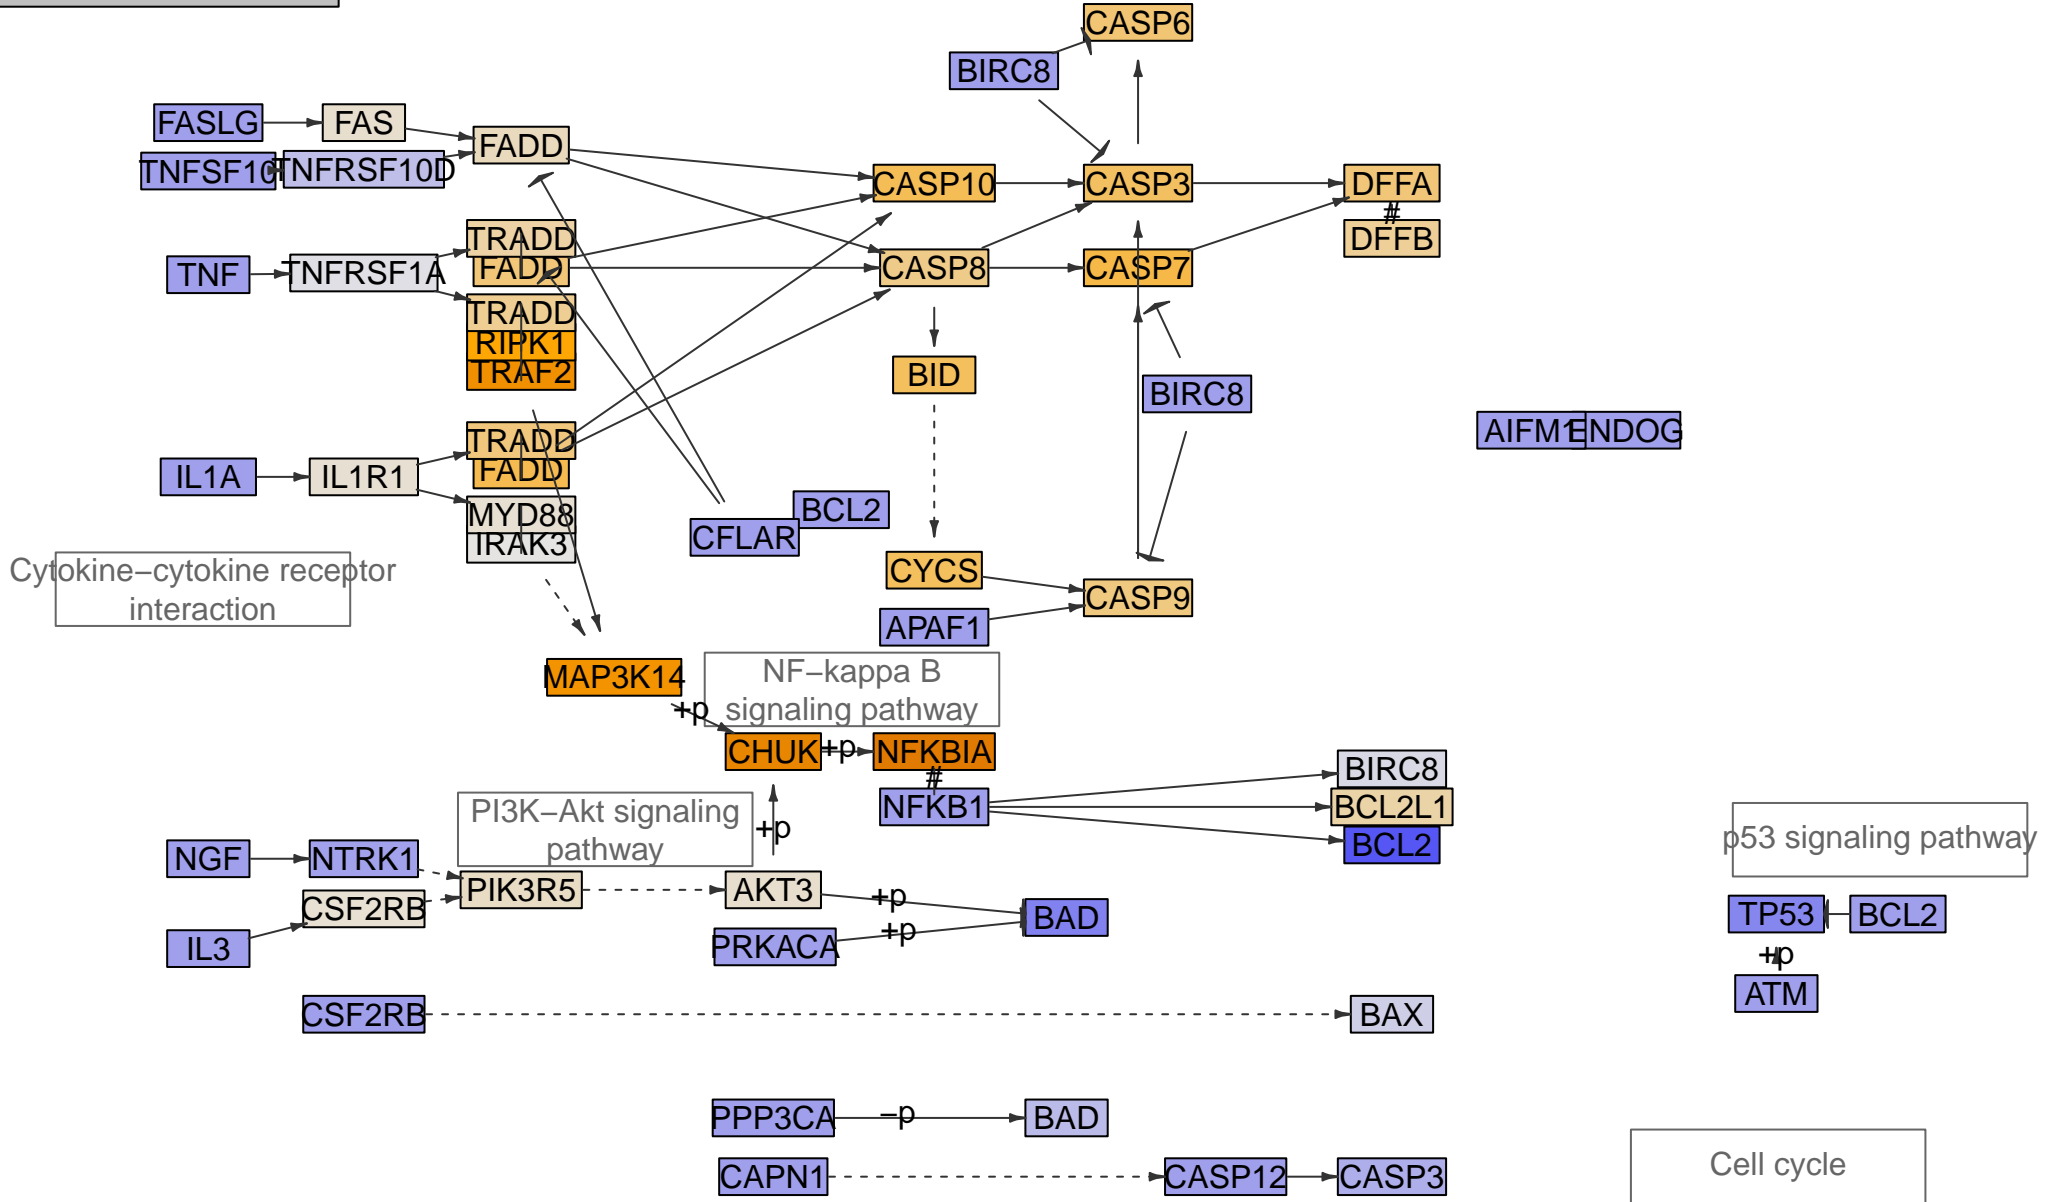 CASP6
BIRC8
FASLG
FAS
FADD
TNFSF10
TNFRSF10D
CASP10
CASP3
DFFA
#
DFFB
TRADD
FADD
TNF
TNFRSF1A
CASP8
CASP7
TRADD
RIPK1
TRAF2
BID
BIRC8
AIFM1
ENDOG
TRADD
FADD
IL1A
IL1R1
MYD88
IRAK3
BCL2
CFLAR
Cytokine−cytokine receptor
interaction
CYCS
CASP9
APAF1
MAP3K14
NF−kappa B
signaling pathway
+p
CHUK
+p
NFKBIA
#
NFKB1
BIRC8
BCL2L1
BCL2
PI3K−Akt signaling
pathway
+p
p53 signaling pathway
NGF
NTRK1
PIK3R5
AKT3
+p
BAD
CSF2RB
IL3
PRKACA
+p
TP53
BCL2
+p
ATM
CSF2RB
BAX
PPP3CA
−p
BAD
CAPN1
CASP12
CASP3
Cell cycle